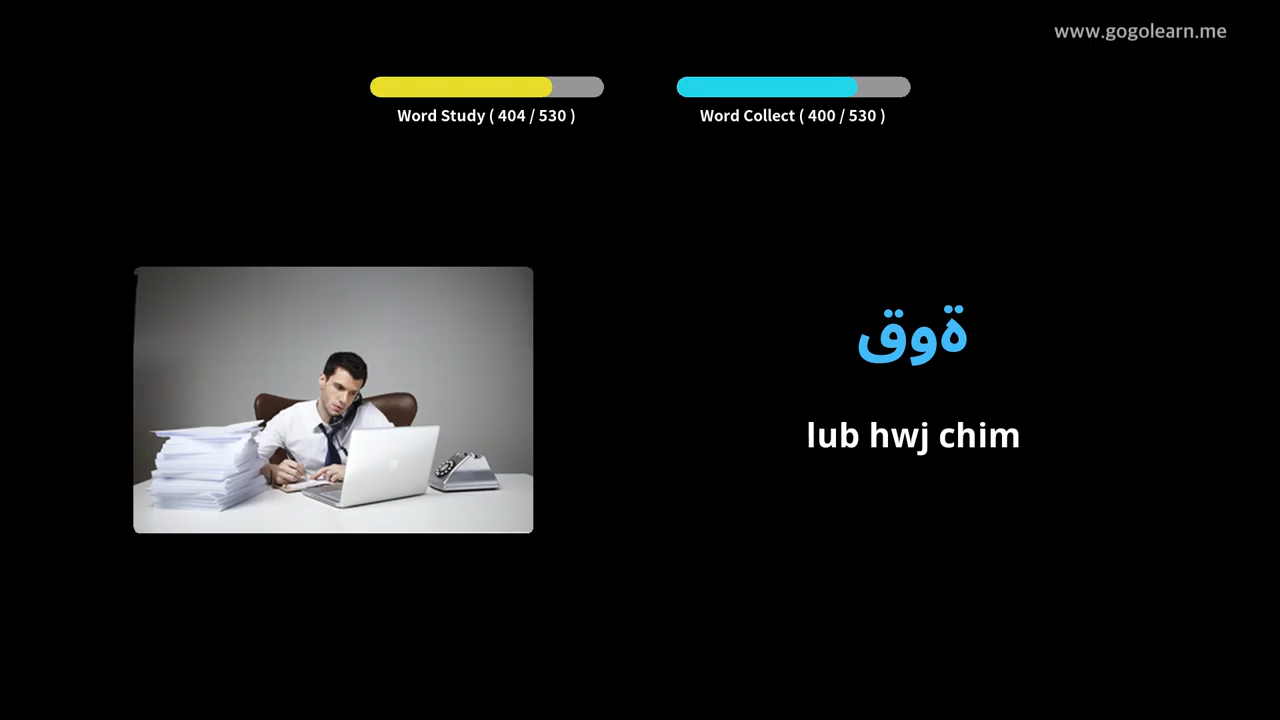 www.gogolearn.me
Word Study ( 404 / 530 )
Word Collect ( 400 / 530 )
ةوق
lub hwj chim